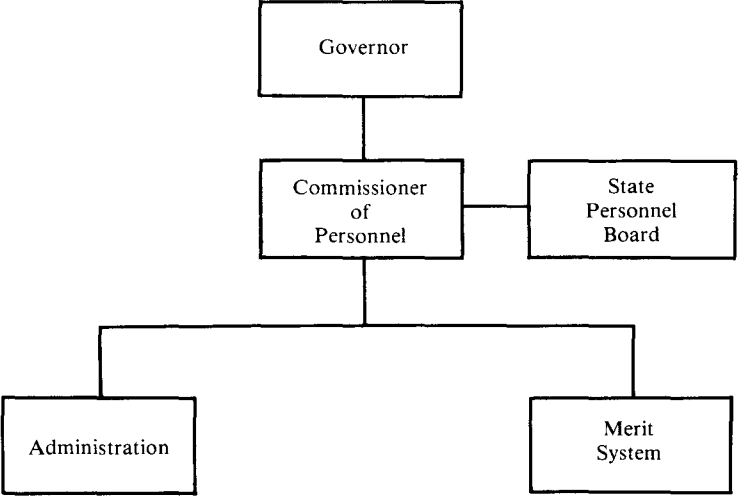 Governor
Commissioner
of
Personnel
State
Personnel
Board
Administration
Merit
System